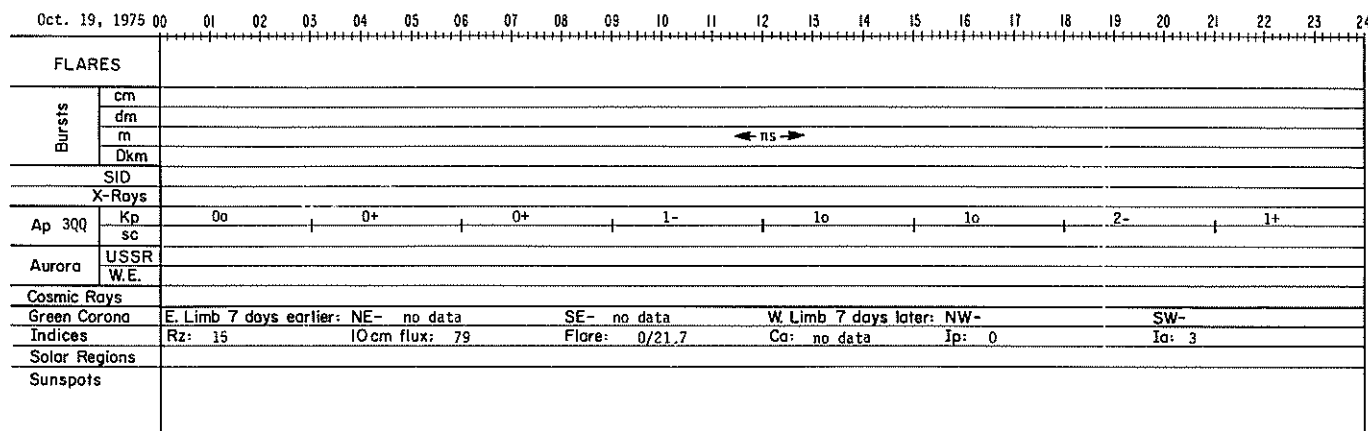 Oct. 19, 1975 00 01 02 03 04 05 06 07 08 09 10 11 12 13 14 15 16 17 18 19 20 21 22 23 24
FLARES
Bursts
cm
dm
m ns
Dkm
SID
X-Rays
Ap 3QQ Kp 0o 0+ 0+ 1- 1o 1o 2- 1+
sc
Aurora USSR
W.E.
Cosmic Rays
Green Corona E. Limb 7 days earlier: NE- no data SE- no data W. Limb 7 days later: NW- SW-
Indices Rz: 15 10cm flux: 79 Flare: 0/21.7 Ca: no data Ip: 0 Ia: 3
Solar Regions
Sunspots